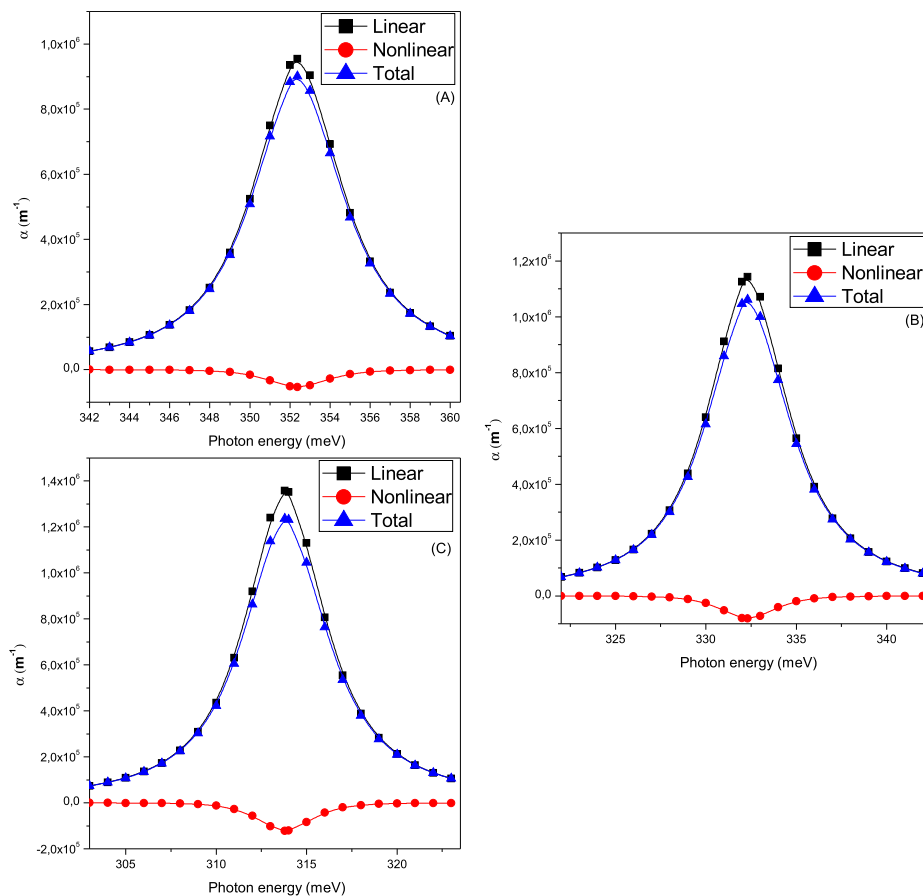 1,0x10⁶
8,0x10⁵
6,0x10⁵
4,0x10⁵
2,0x10⁵
0,0
α (m⁻¹)
Linear
Nonlinear
Total
(A)
342 344 346 348 350 352 354 356 358 360
Photon energy (meV)
1,2x10⁶
1,0x10⁶
8,0x10⁵
6,0x10⁵
4,0x10⁵
2,0x10⁵
0,0
α (m⁻¹)
Linear
Nonlinear
Total
(B)
325 330 335 340
Photon energy (meV)
1,4x10⁶
1,2x10⁶
1,0x10⁶
8,0x10⁵
6,0x10⁵
4,0x10⁵
2,0x10⁵
0,0
-2,0x10⁵
α (m⁻¹)
Linear
Nonlinear
Total
(C)
305 310 315 320
Photon energy (meV)